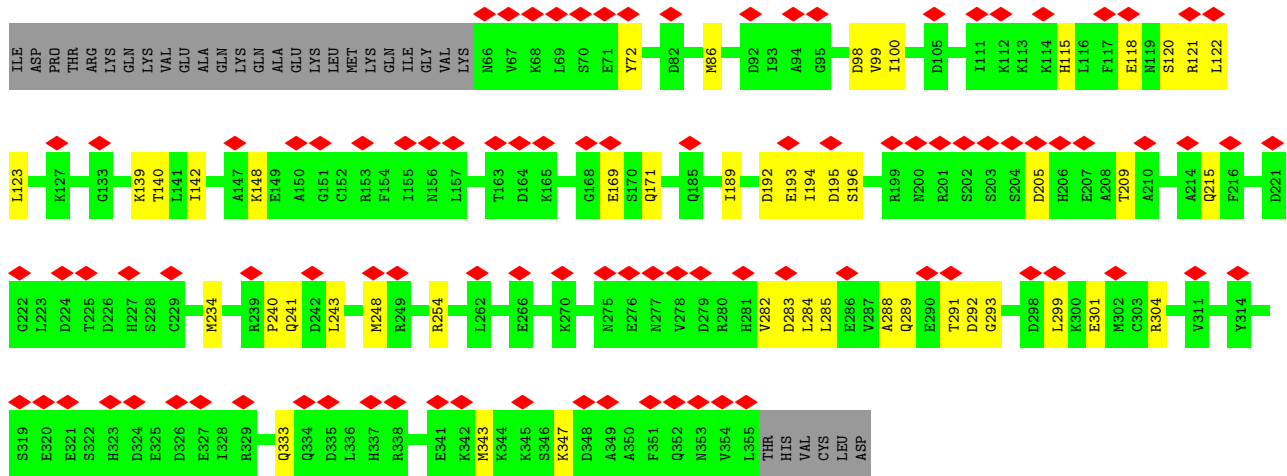 ILE ASP PRO THR ARG LYS GLN LYS VAL GLU ALA GLN LYS GLN ALA GLU LYS LEU MET LYS GLN ILE GLY VAL LYS N66 V67 K68 L69 S70 E71 Y72 D82 M86 D92 I93 A94 G95 D98 V99 I100 D105 I111 K112 K113 K114 H115 L116 F117 E118 N119 S120 R121 L122
L123 K127 G133 K139 T140 L141 I142 A147 K148 E149 A150 G151 C152 R153 F154 I155 N156 L157 T163 D164 K165 G168 E169 S170 Q171 Q185 I189 D192 E193 I194 D195 S196 R199 N200 R201 S202 S203 S204 D205 H206 E207 A208 T209 A210 A214 Q215 F216 D221
G222 L223 D224 T225 D226 H227 S228 C229 M234 R239 P240 Q241 D242 L243 M248 R249 R254 L262 E266 K270 N275 E276 N277 V278 D279 R280 H281 V282 D283 L284 L285 E286 V287 A288 Q289 E290 T291 D292 G293 D298 L299 K300 E301 M302 C303 R304 V311 Y314
S319 E320 E321 S322 H323 D324 E325 D326 E327 I328 R329 Q333 Q334 D335 L336 H337 R338 E341 K342 M343 K344 K345 S346 K347 D348 A349 A350 F351 Q352 N353 V354 L355 THR HIS VAL CYS LEU ASP